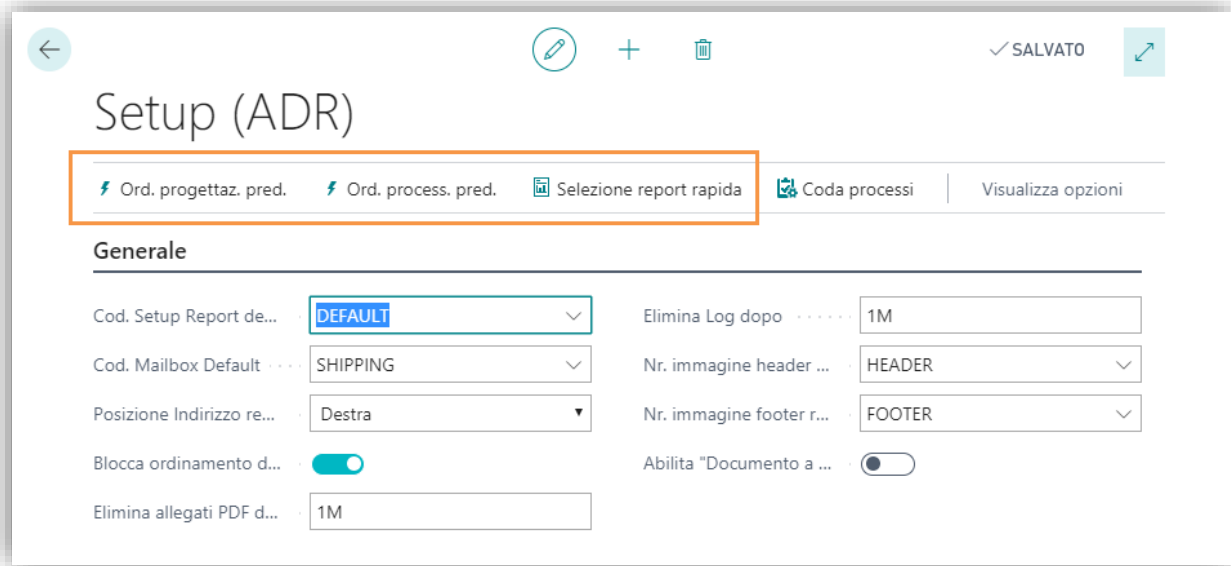 SALVATO
Setup (ADR)
Ord. progettaz. pred. Ord. process. pred. Selezione report rapida Coda processi Visualizza opzioni
Generale
Cod. Setup Report de... DEFAULT Elimina Log dopo 1M
Cod. Mailbox Default SHIPPING Nr. immagine header ... HEADER
Posizione Indirizzo re... Destra Nr. immagine footer r... FOOTER
Blocca ordinamento d... Abilita "Documento a ...
Elimina allegati PDF d... 1M